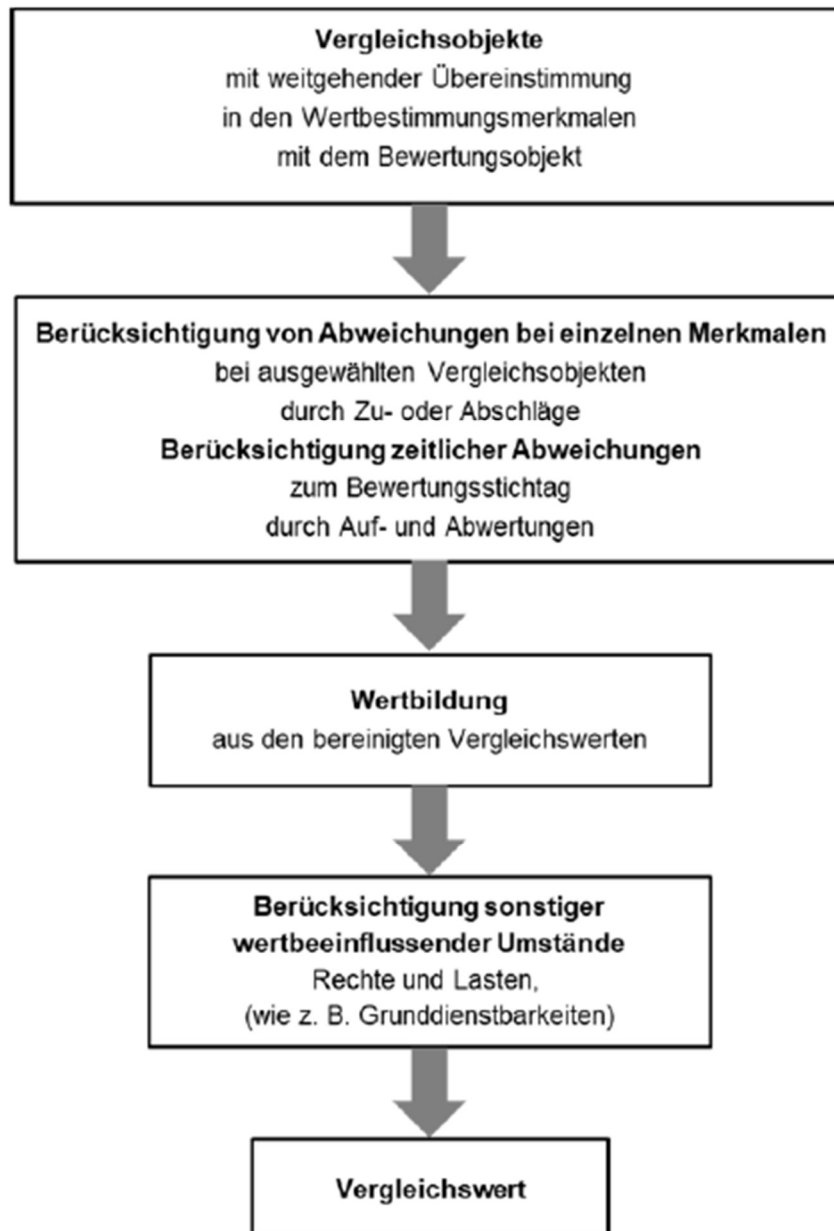 Vergleichsobjekte
mit weitgehender Übereinstimmung
in den Wertbestimmungsmerkmalen
mit dem Bewertungsobjekt
Berücksichtigung von Abweichungen bei einzelnen Merkmalen
bei ausgewählten Vergleichsobjekten
durch Zu- oder Abschläge
Berücksichtigung zeitlicher Abweichungen
zum Bewertungsstichtag
durch Auf- und Abwertungen
Wertbildung
aus den bereinigten Vergleichswerten
Berücksichtigung sonstiger
wertbeeinflussender Umstände
Rechte und Lasten,
(wie z. B. Grunddienstbarkeiten)
Vergleichswert